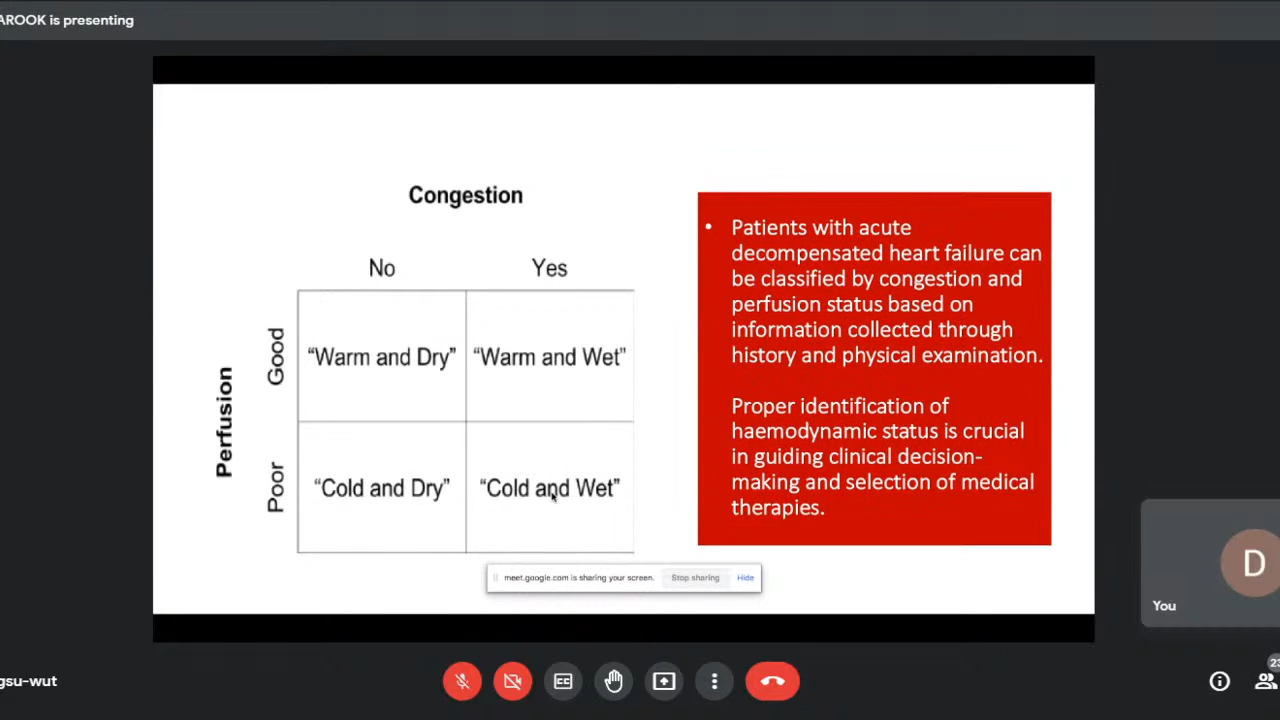 AROOK is presenting
Congestion
No Yes
Perfusion
Good
"Warm and Dry" "Warm and Wet"
Poor
"Cold and Dry" "Cold and Wet"
• Patients with acute
decompensated heart failure can
be classified by congestion and
perfusion status based on
information collected through
history and physical examination.
Proper identification of
haemodynamic status is crucial
in guiding clinical decision-
making and selection of medical
therapies.
meet.google.com is sharing your screen. Stop sharing Hide
D
You
gsu-wut
23